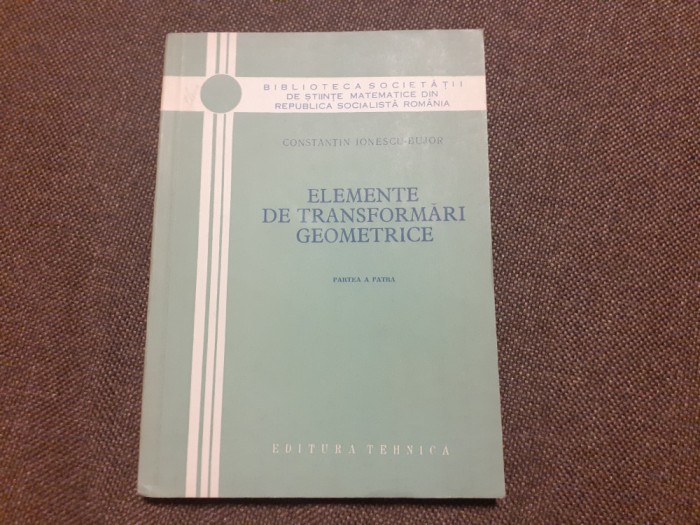 BIBLIOTECA SOCIETĂȚII
DE ȘTIINȚE MATEMATICE DIN
REPUBLICA SOCIALISTĂ ROMÂNIA
CONSTANTIN IONESCU-BUJOR
ELEMENTE
DE TRANSFORMĂRI
GEOMETRICE
PARTEA A PATRA
EDITURA TEHNICA